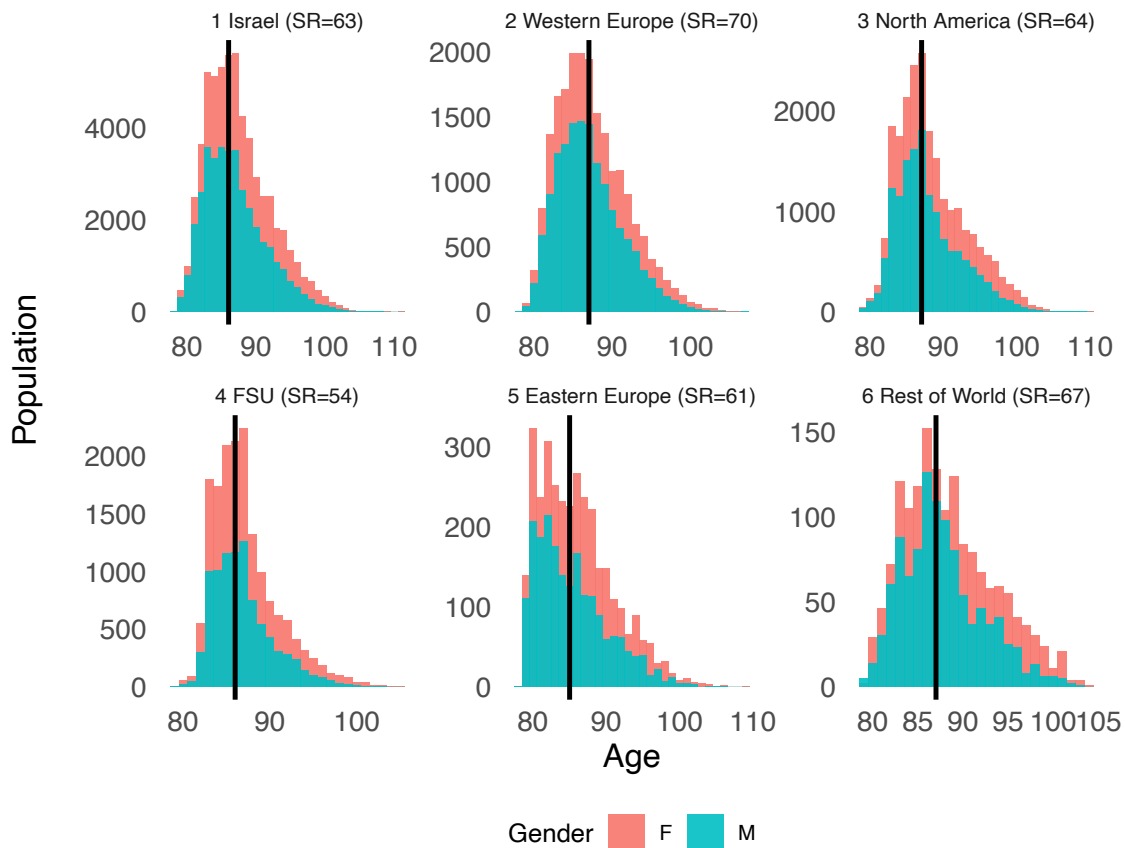 1 Israel (SR=63)
2 Western Europe (SR=70)
3 North America (SR=64)
4000
2000
0
80 90 100 110
2000
1500
1000
500
0
80 90 100
2000
1000
0
80 90 100 110
Population
4 FSU (SR=54)
5 Eastern Europe (SR=61)
6 Rest of World (SR=67)
2000
1500
1000
500
0
80 90 100
300
200
100
0
80 90 100 110
150
100
50
0
80 85 90 95 100 105
Age
Gender F M